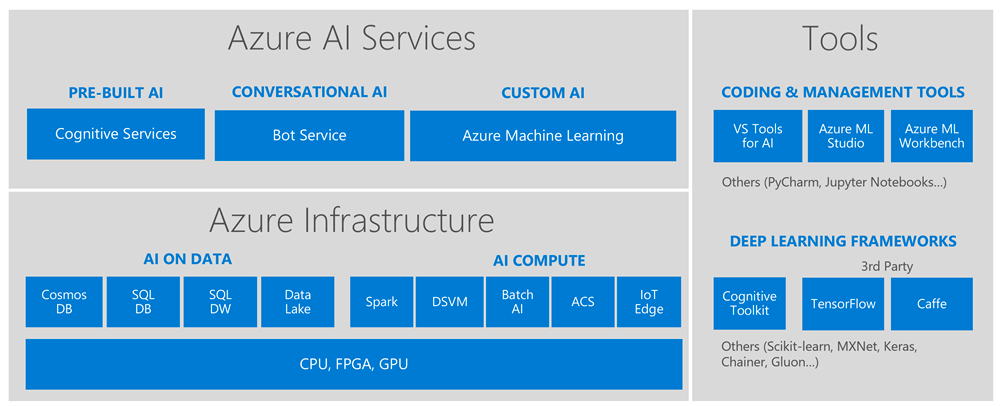 Azure AI Services
PRE-BUILT AI
CONVERSATIONAL AI
CUSTOM AI
Cognitive Services
Bot Service
Azure Machine Learning
Azure Infrastructure
AI ON DATA
AI COMPUTE
Cosmos
DB
SQL
DB
SQL
DW
Data
Lake
Spark
DSVM
Batch
AI
ACS
IoT
Edge
CPU, FPGA, GPU
Tools
CODING & MANAGEMENT TOOLS
VS Tools
for AI
Azure ML
Studio
Azure ML
Workbench
Others (PyCharm, Jupyter Notebooks...)
DEEP LEARNING FRAMEWORKS
3rd Party
Cognitive
Toolkit
TensorFlow
Caffe
Others (Scikit-learn, MXNet, Keras,
Chainer, Gluon...)